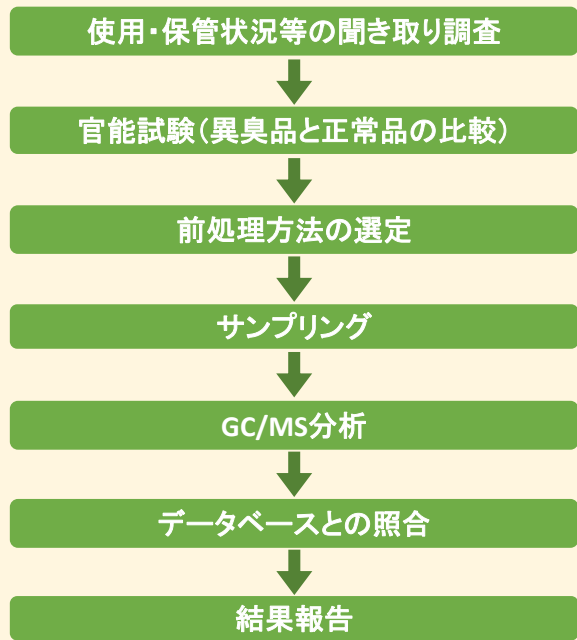 使用・保管状況等の聞き取り調査
官能試験(異臭品と正常品の比較)
前処理方法の選定
サンプリング
GC/MS分析
データベースとの照合
結果報告